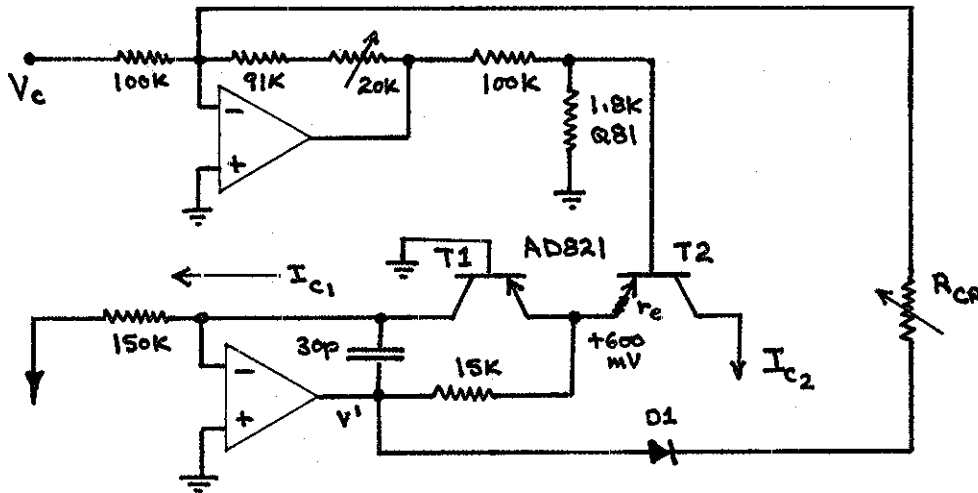 Vc
100K
91K
20K
100K
1.8K
Q81
−
+
AD821
T1
T2
Ic1
re
RCR
150K
30p
15K
+600
mV
Ic2
−
+
V'
D1